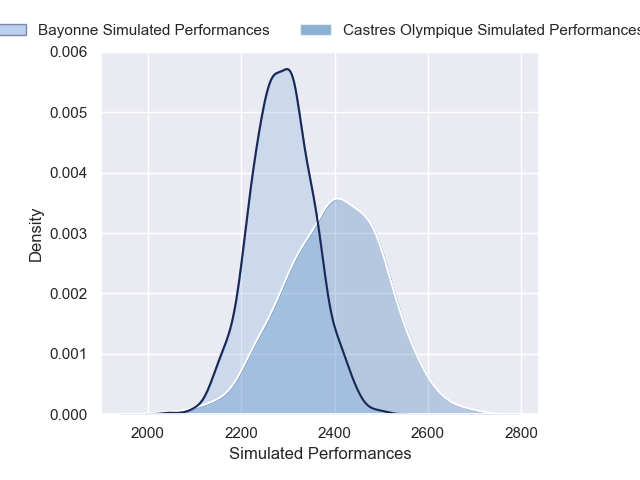 Bayonne Simulated Performances
Castres Olympique Simulated Performances
0.006
0.005
0.004
0.003
0.002
0.001
0.000
Density
2000 2200 2400 2600 2800
Simulated Performances